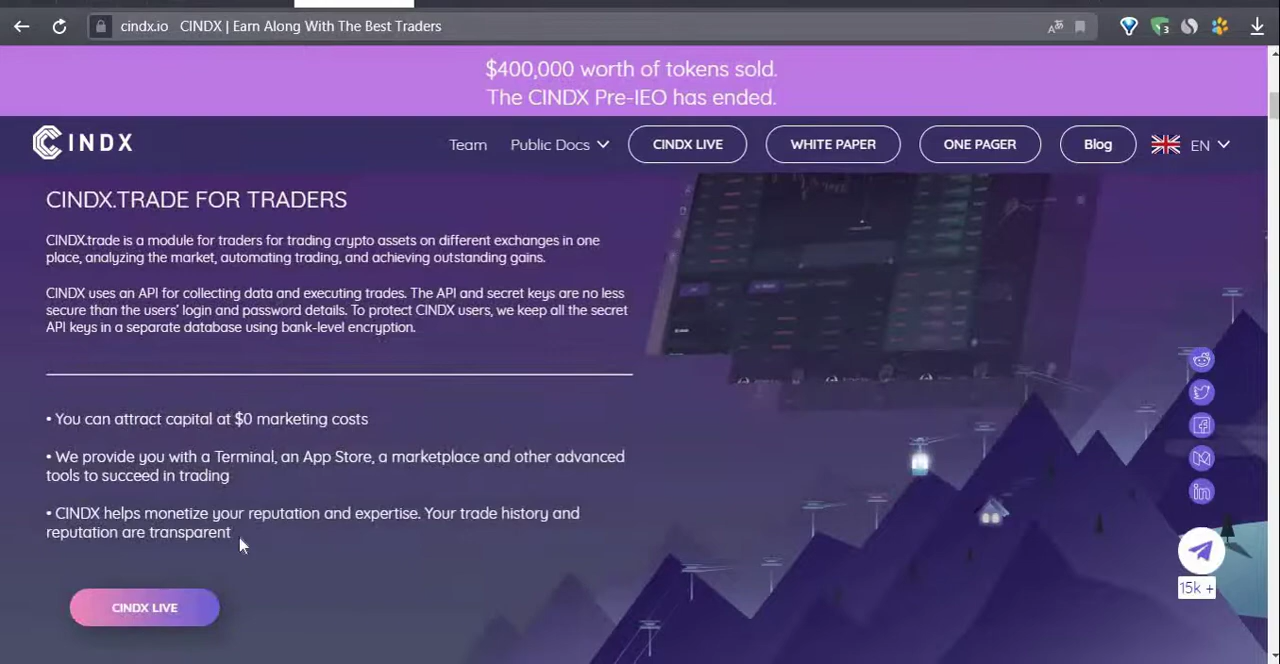 cindx.io CINDX | Earn Along With The Best Traders
3
$400,000 worth of tokens sold.
The CINDX Pre-IEO has ended.
CINDX
Team
Public Docs
CINDX LIVE
WHITE PAPER
ONE PAGER
Blog
EN
CINDX.TRADE FOR TRADERS
CINDX.trade is a module for traders for trading crypto assets on different exchanges in one
place, analyzing the market, automating trading, and achieving outstanding gains.
CINDX uses an API for collecting data and executing trades. The API and secret keys are no less
secure than the users' login and password details. To protect CINDX users, we keep all the secret
API keys in a separate database using bank-level encryption.
• You can attract capital at $0 marketing costs
• We provide you with a Terminal, an App Store, a marketplace and other advanced
tools to succeed in trading
• CINDX helps monetize your reputation and expertise. Your trade history and
reputation are transparent
CINDX LIVE
15k +